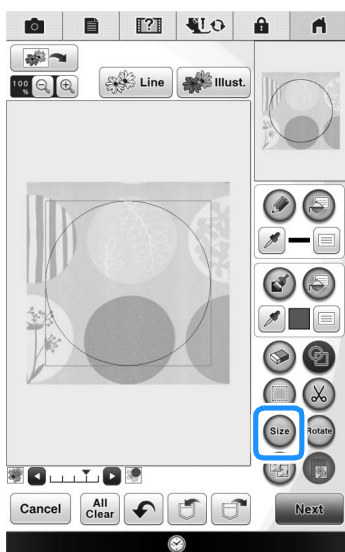 ?
100 %
Line
Illust.
Size
Rotate
Cancel
All
Clear
Next